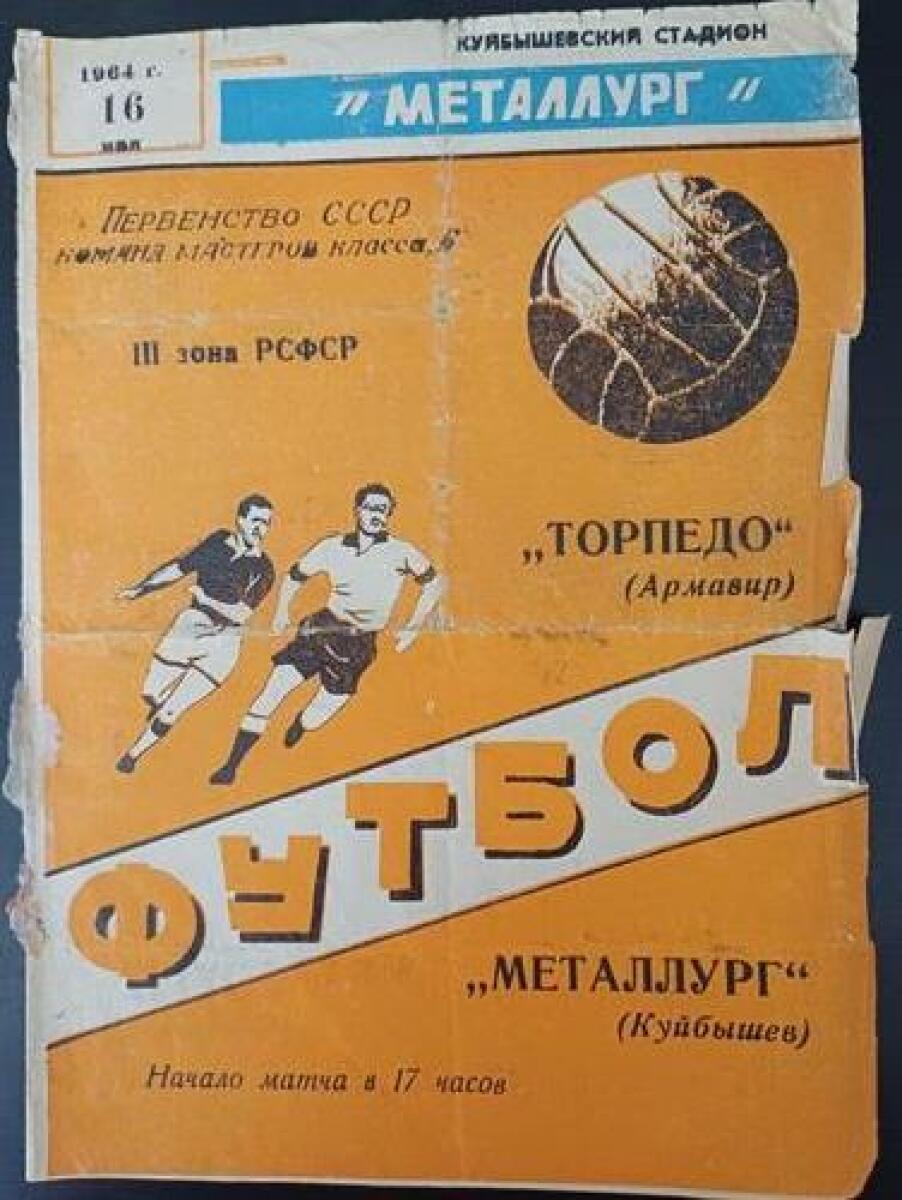 КУЙБЫШЕВСКИЙ СТАДИОН
1964 г.
16
"МЕТАЛЛУРГ"
Первенство СССР
команд мастеров класса „Б"
III зона РСФСР
„ТОРПЕДО“
(Армавир)
ФУТБОЛ
„МЕТАЛЛУРГ“
(Куйбышев)
Начало матча в 17 часов